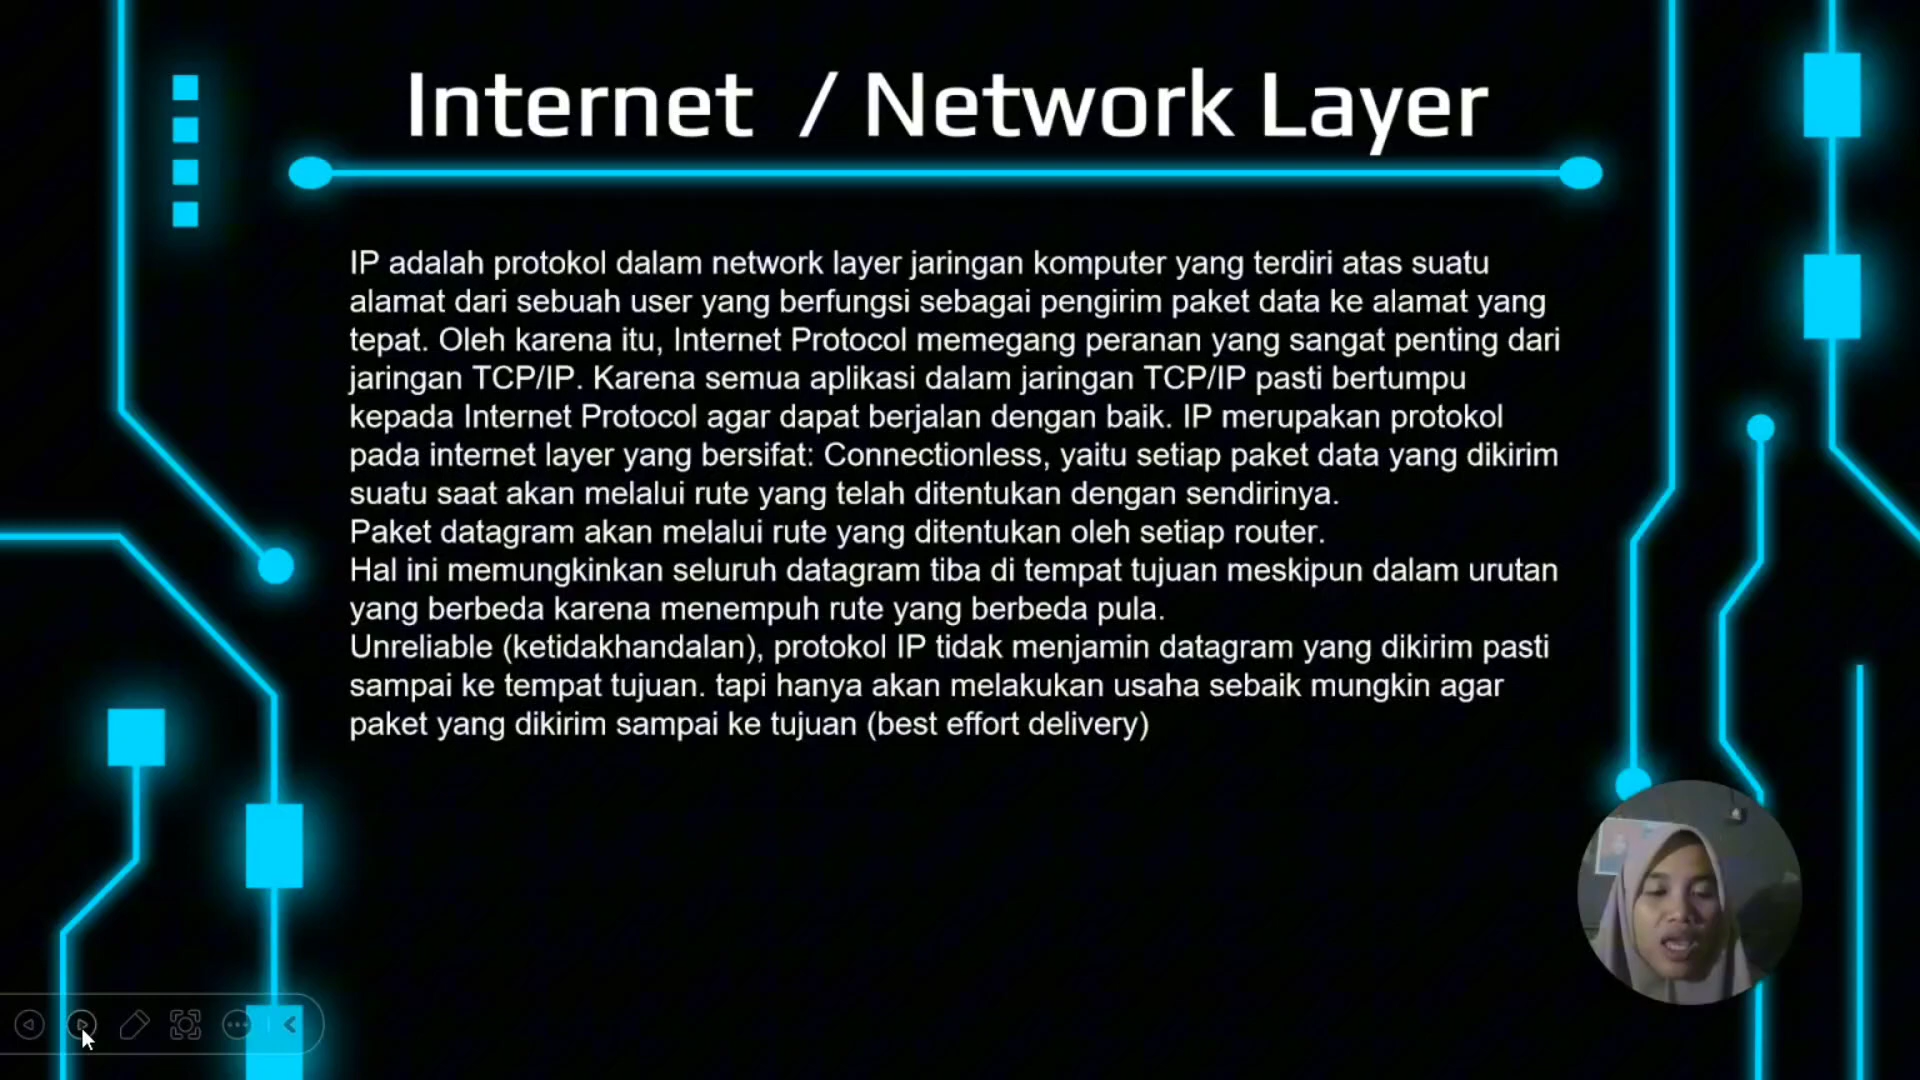 Internet / Network Layer
IP adalah protokol dalam network layer jaringan komputer yang terdiri atas suatu
alamat dari sebuah user yang berfungsi sebagai pengirim paket data ke alamat yang
tepat. Oleh karena itu, Internet Protocol memegang peranan yang sangat penting dari
jaringan TCP/IP. Karena semua aplikasi dalam jaringan TCP/IP pasti bertumpu
kepada Internet Protocol agar dapat berjalan dengan baik. IP merupakan protokol
pada internet layer yang bersifat: Connectionless, yaitu setiap paket data yang dikirim
suatu saat akan melalui rute yang telah ditentukan dengan sendirinya.
Paket datagram akan melalui rute yang ditentukan oleh setiap router.
Hal ini memungkinkan seluruh datagram tiba di tempat tujuan meskipun dalam urutan
yang berbeda karena menempuh rute yang berbeda pula.
Unreliable (ketidakhandalan), protokol IP tidak menjamin datagram yang dikirim pasti
sampai ke tempat tujuan. tapi hanya akan melakukan usaha sebaik mungkin agar
paket yang dikirim sampai ke tujuan (best effort delivery)